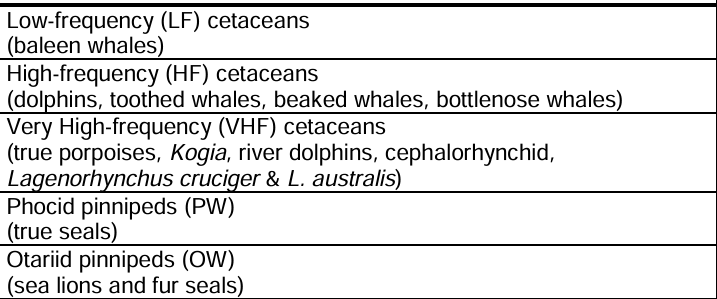 Low-frequency (LF) cetaceans
(baleen whales)
High-frequency (HF) cetaceans
(dolphins, toothed whales, beaked whales, bottlenose whales)
Very High-frequency (VHF) cetaceans
(true porpoises, Kogia, river dolphins, cephalorhynchid,
Lagenorhynchus cruciger & L. australis)
Phocid pinnipeds (PW)
(true seals)
Otariid pinnipeds (OW)
(sea lions and fur seals)